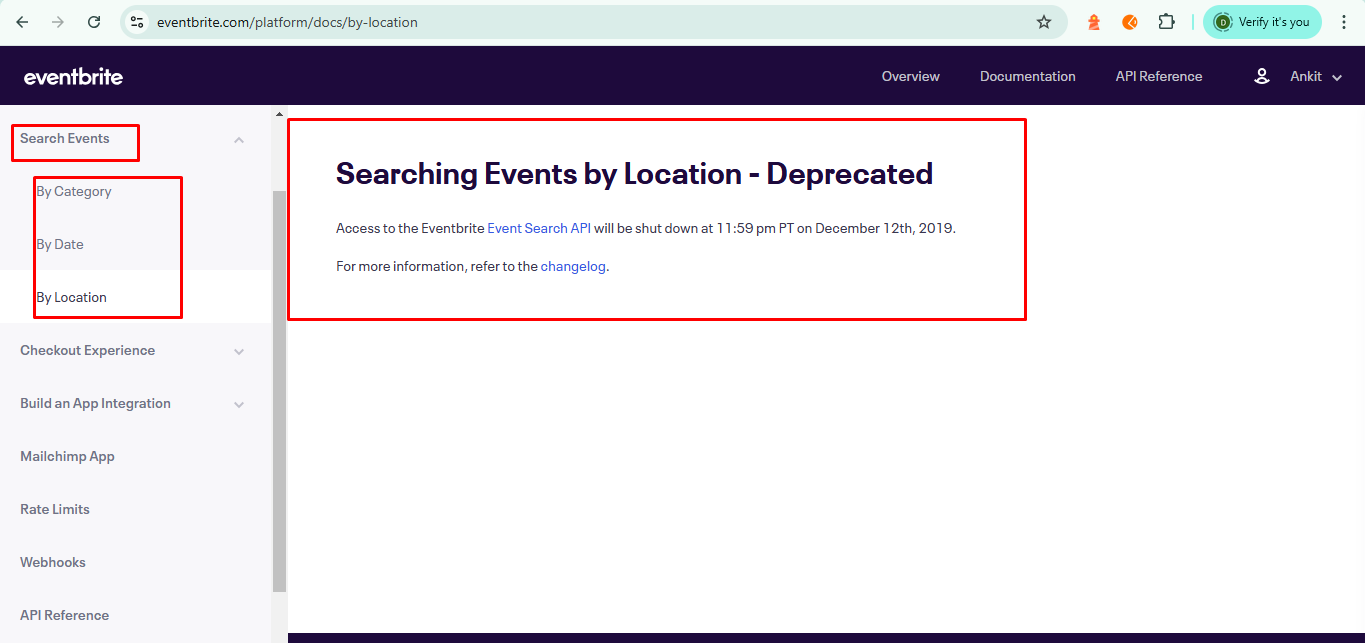 eventbrite.com/platform/docs/by-location
D
Verify it's you
eventbrite
Overview
Documentation
API Reference
Ankit
Search Events
By Category
By Date
By Location
Checkout Experience
Build an App Integration
Mailchimp App
Rate Limits
Webhooks
API Reference
Searching Events by Location - Deprecated
Access to the Eventbrite Event Search API will be shut down at 11:59 pm PT on December 12th, 2019.
For more information, refer to the changelog.